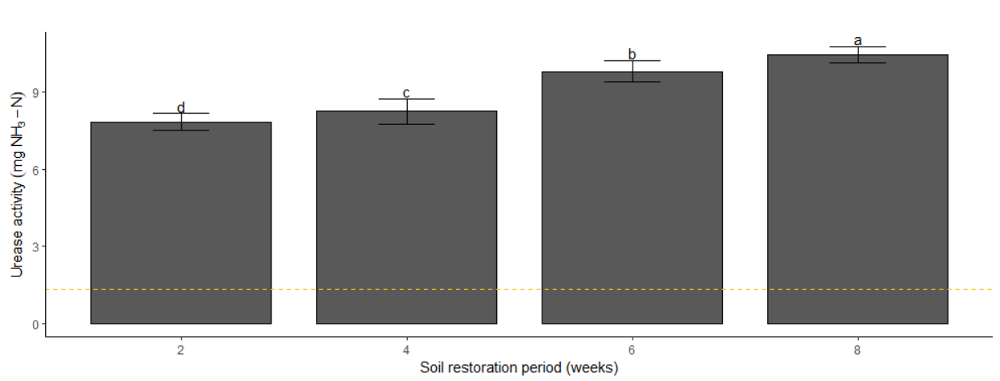 Urease activity (mg NH₃ − N)
9
6
3
0
d
c
b
a
2 4 6 8
Soil restoration period (weeks)